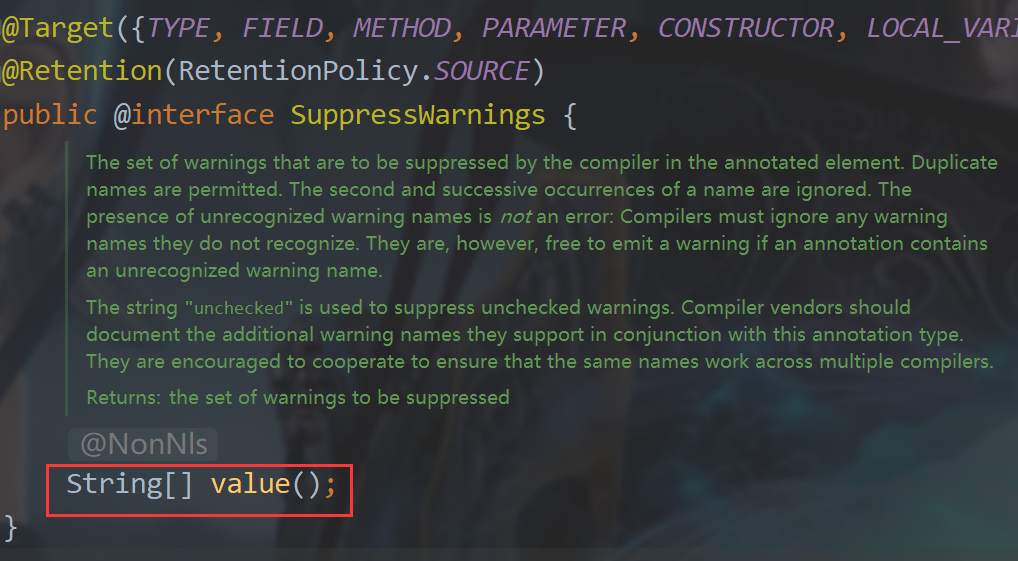 @Target({TYPE, FIELD, METHOD, PARAMETER, CONSTRUCTOR,
@Retention(RetentionPolicy.SOURCE)
public @interface SuppressWarnings {
The set of warnings that are to be suppressed by the compiler in the annotated element. Duplicate
names are permitted. The second and successive occurrences of a name are ignored. The
presence of unrecognized warning names is not an error: Compilers must ignore any warning
names they do not recognize. They are, however, free to emit a warning if an annotation contains
an unrecognized warning name.
The string "unchecked" is used to suppress unchecked warnings. Compiler vendors should
document the additional warning names they support in conjunction with this annotation type.
They are encouraged to cooperate to ensure that the same names work across multiple compilers.
Returns: the set of warnings to be suppressed
@NonNls
String[] value();
}